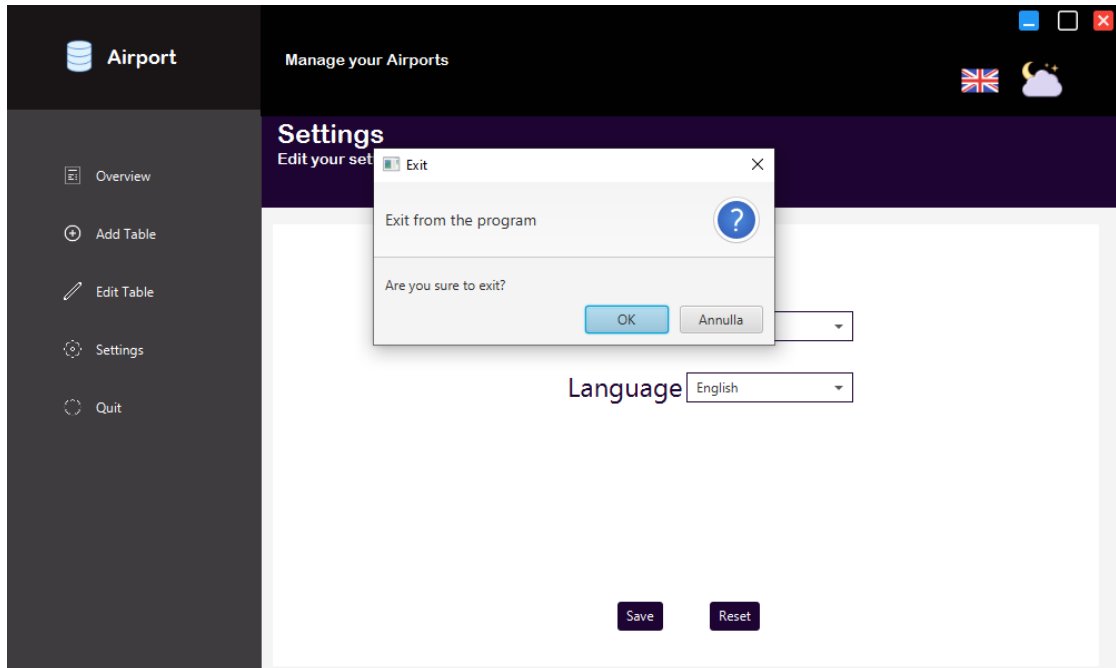 Airport
Manage your Airports
Overview
Add Table
Edit Table
Settings
Quit
Settings
Edit your set
Exit
Exit from the program
Are you sure to exit?
OK Annulla
Language English
Save Reset